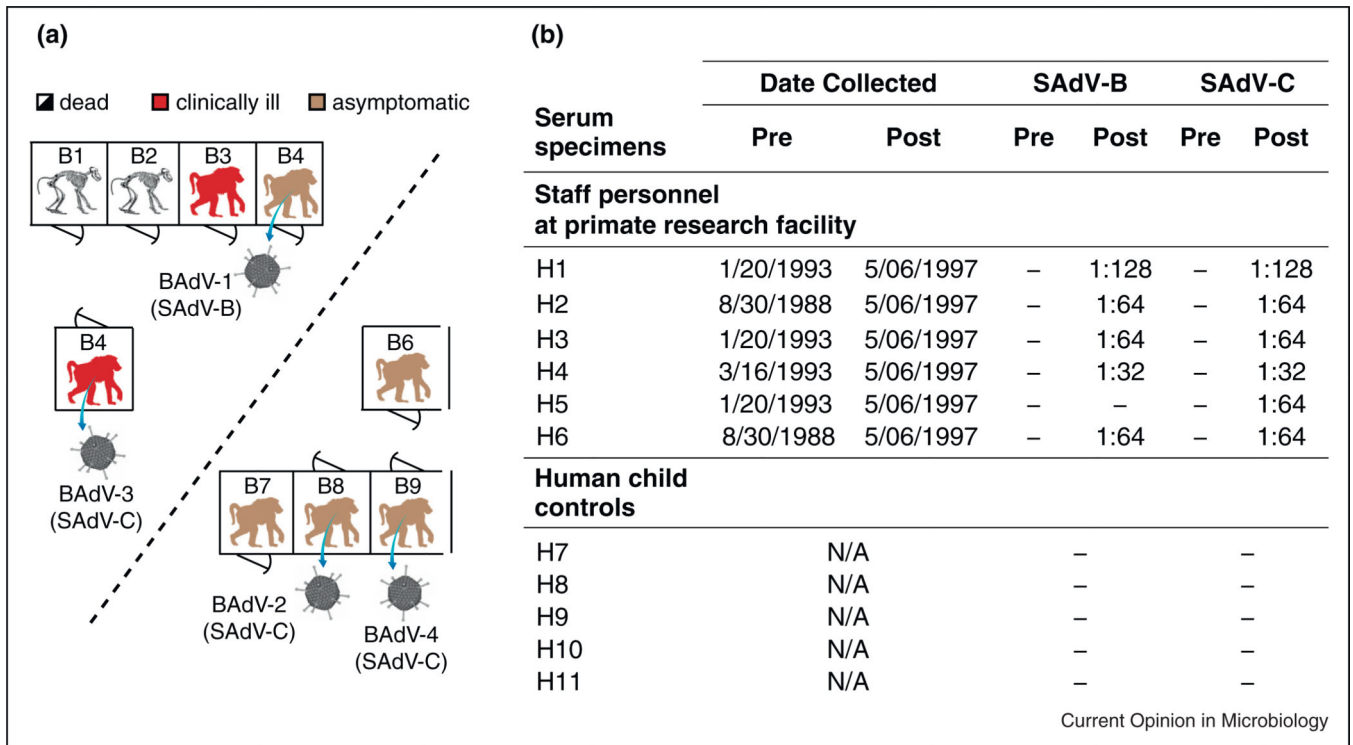 (a)
dead clinically ill asymptomatic
B1 B2 B3 B4
BAdV-1
(SAdV-B)
B4
B6
BAdV-3
(SAdV-C)
B7 B8 B9
BAdV-2
(SAdV-C)
BAdV-4
(SAdV-C)
(b)
Date Collected SAdV-B SAdV-C
Serum
specimens
Pre Post Pre Post Pre Post
Staff personnel
at primate research facility
H1 1/20/1993 5/06/1997 – 1:128 – 1:128
H2 8/30/1988 5/06/1997 – 1:64 – 1:64
H3 1/20/1993 5/06/1997 – 1:64 – 1:64
H4 3/16/1993 5/06/1997 – 1:32 – 1:32
H5 1/20/1993 5/06/1997 – – – 1:64
H6 8/30/1988 5/06/1997 – 1:64 – 1:64
Human child
controls
H7 N/A – –
H8 N/A – –
H9 N/A – –
H10 N/A – –
H11 N/A – –
Current Opinion in Microbiology